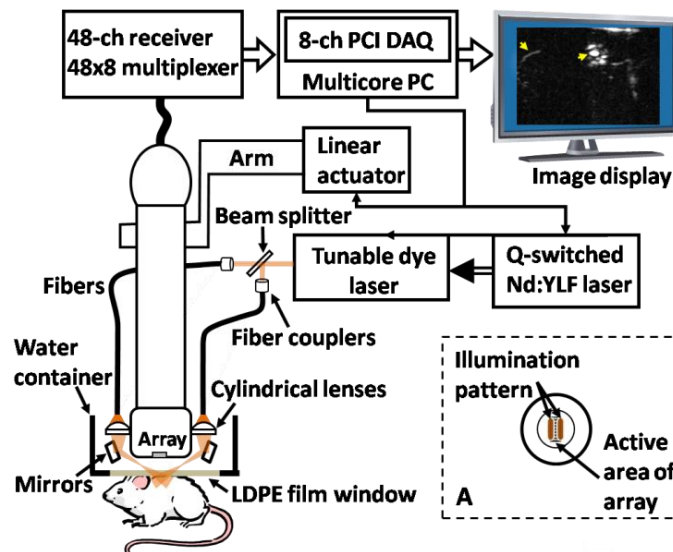 48-ch receiver
48x8 multiplexer
8-ch PCI DAQ
Multicore PC
Image display
Arm
Linear
actuator
Beam splitter
Tunable dye
laser
Q-switched
Nd:YLF laser
Fibers
Fiber couplers
Water
container
Cylindrical lenses
Array
Mirrors
LDPE film window
Illumination
pattern
Active
area of
array
A